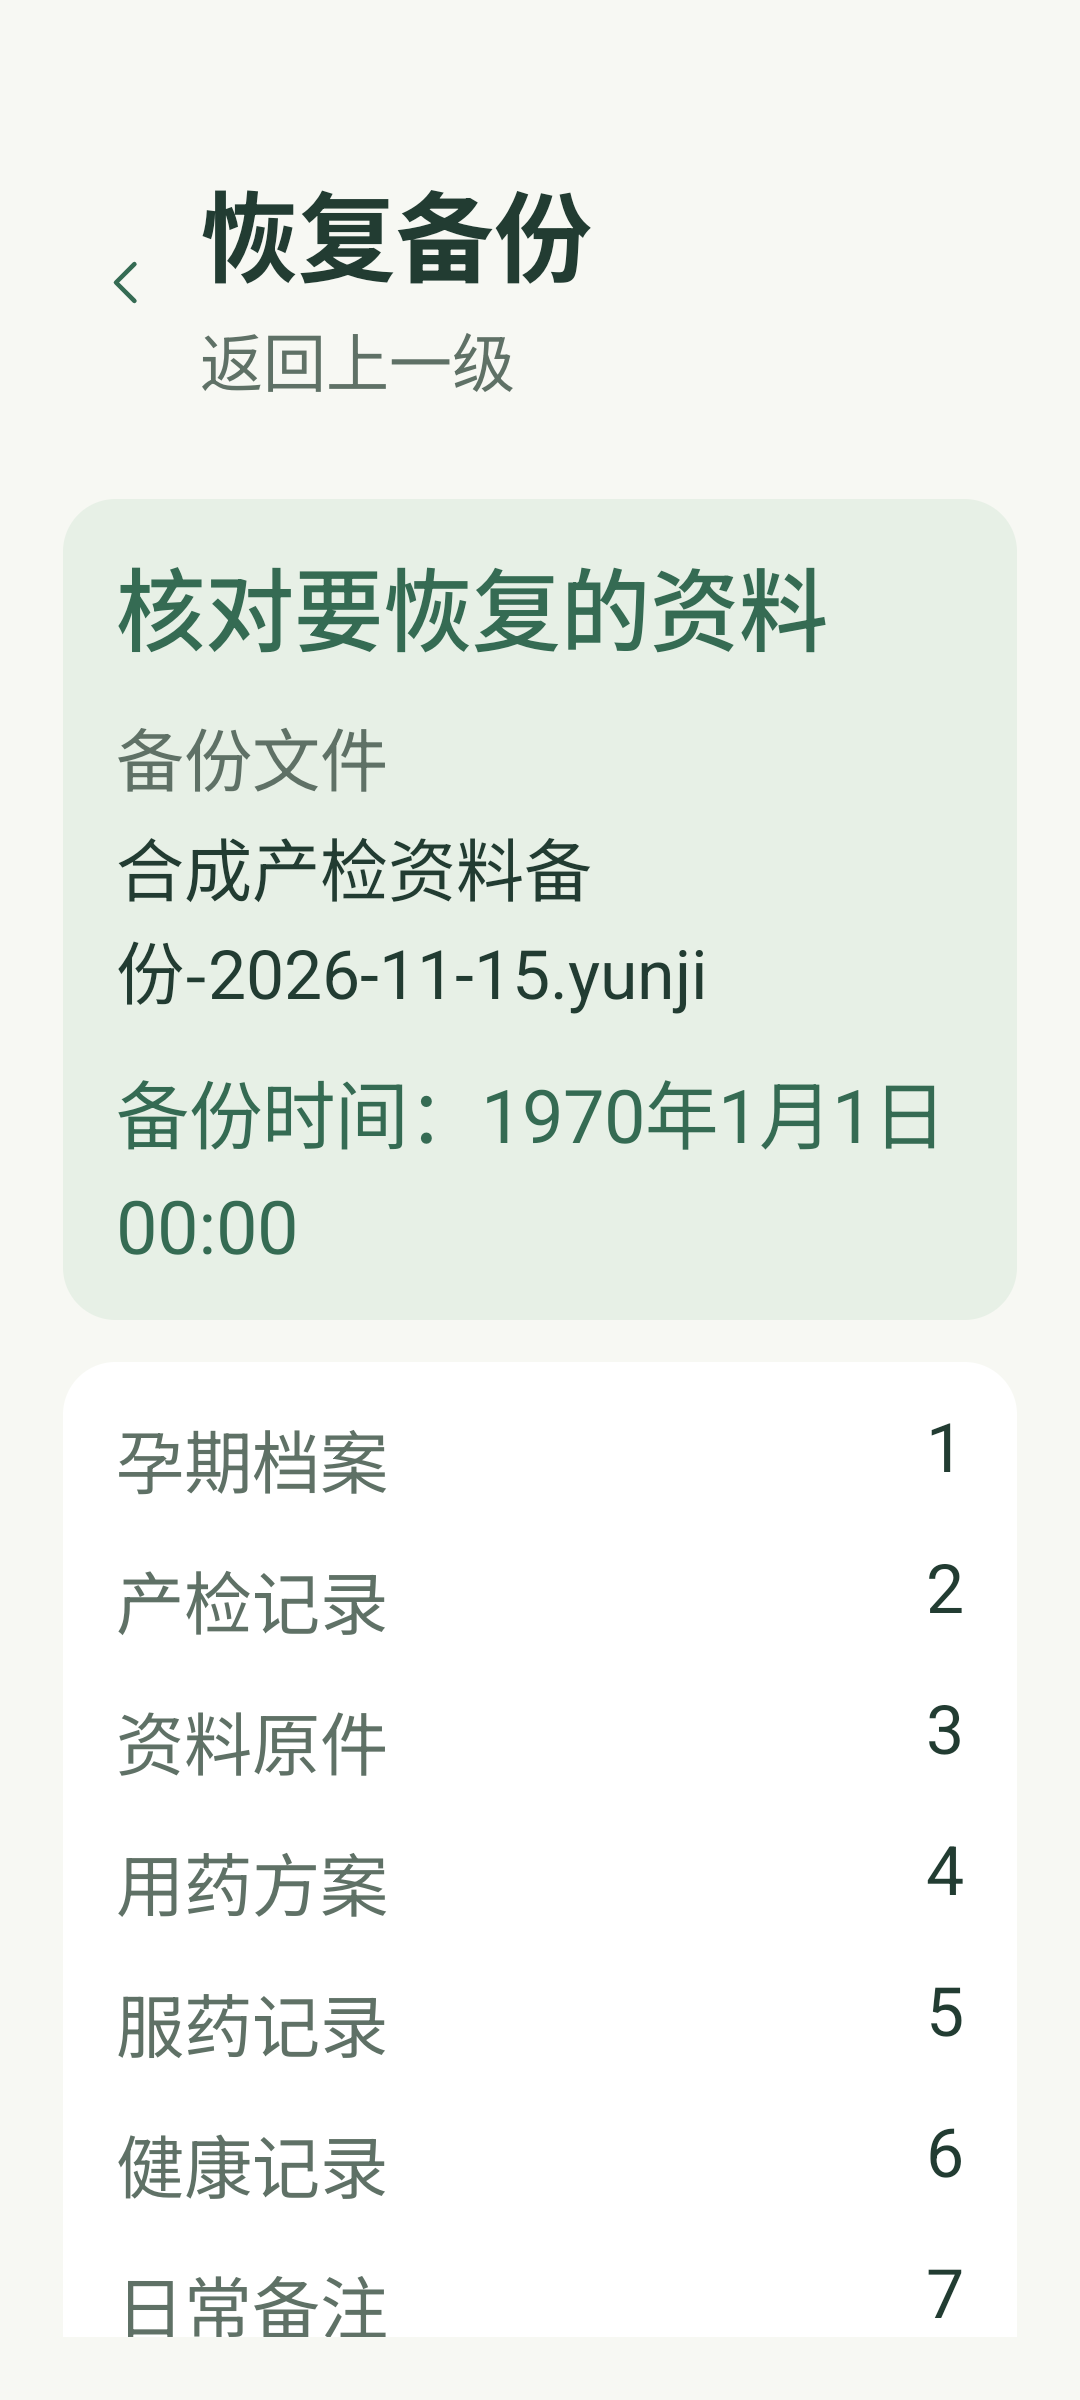 恢复备份
返回上一级
核对要恢复的资料
备份文件
合成产检资料备
份-2026-11-15.yunji
备份时间：1970年1月1日
00:00
孕期档案 1
产检记录 2
资料原件 3
用药方案 4
服药记录 5
健康记录 6
日常备注 7